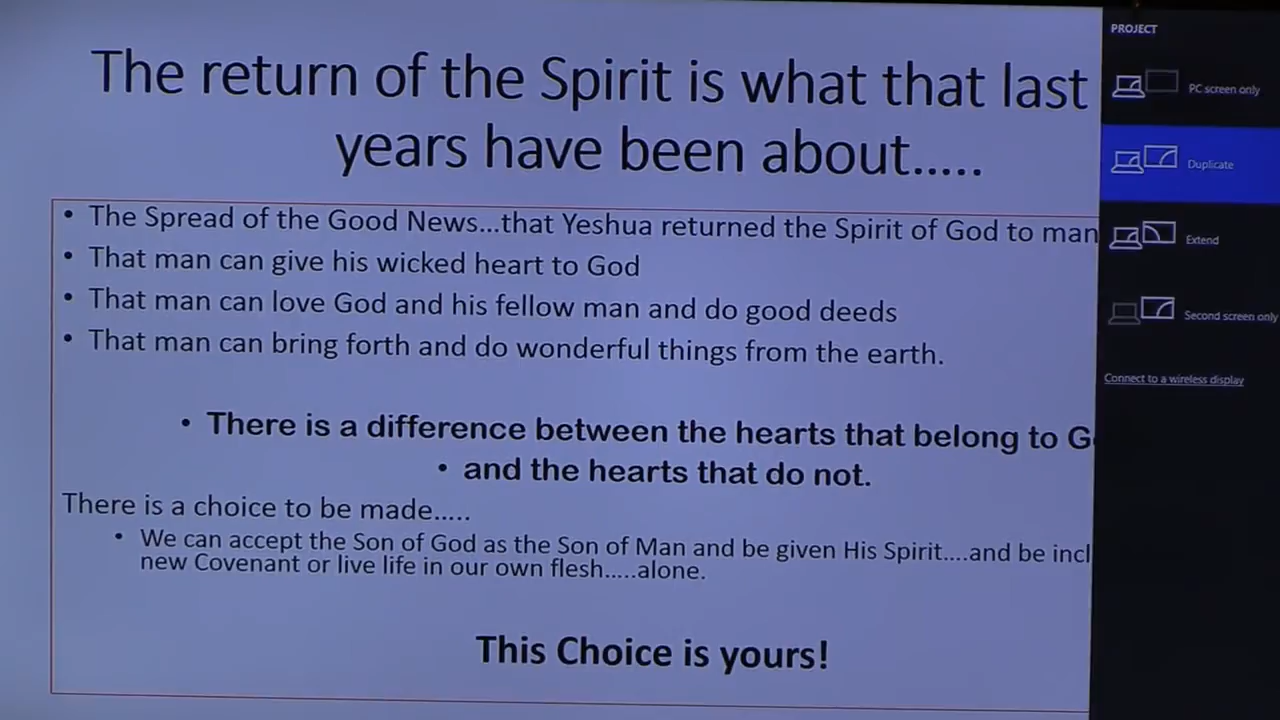 The return of the Spirit is what that last
years have been about.....
• The Spread of the Good News...that Yeshua returned the Spirit of God to man
• That man can give his wicked heart to God
• That man can love God and his fellow man and do good deeds
• That man can bring forth and do wonderful things from the earth.
• There is a difference between the hearts that belong to G
• and the hearts that do not.
There is a choice to be made.....
• We can accept the Son of God as the Son of Man and be given His Spirit....and be incl
new Covenant or live life in our own flesh.....alone.
This Choice is yours!
PROJECT
PC screen only
Duplicate
Extend
Second screen only
Connect to a wireless display